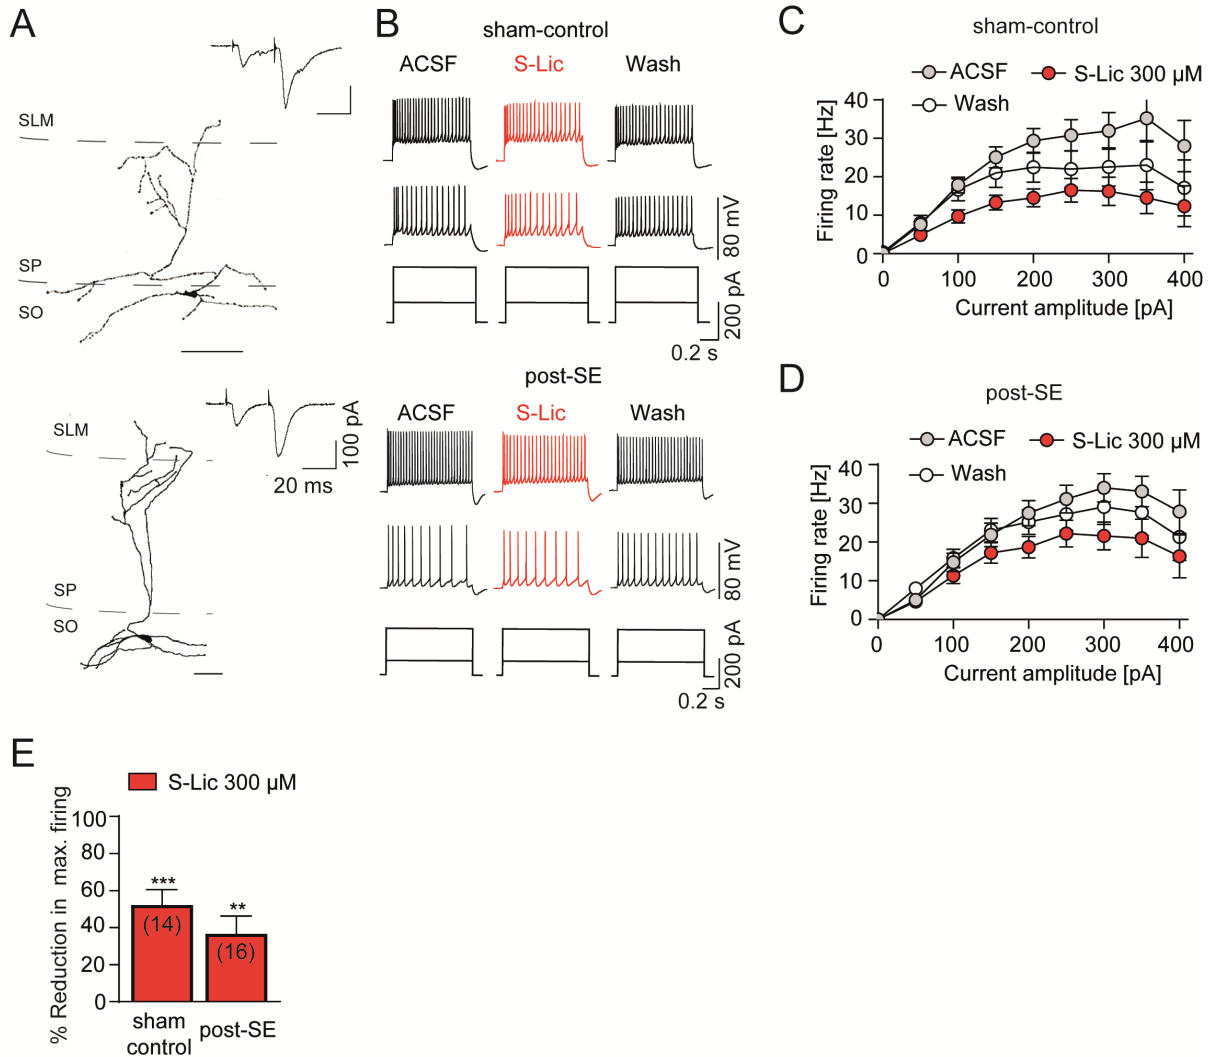 A
SLM
SP
SO
SLM
SP
SO
100 pA
20 ms
B
sham-control
ACSF
S-Lic
Wash
80 mV
200 pA
0.2 s
post-SE
ACSF
S-Lic
Wash
80 mV
200 pA
0.2 s
C
sham-control
ACSF
S-Lic 300 µM
Wash
Firing rate [Hz]
40
30
20
10
0
0 100 200 300 400
Current amplitude [pA]
D
post-SE
ACSF
S-Lic 300 µM
Wash
Firing rate [Hz]
40
30
20
10
0
0 100 200 300 400
Current amplitude [pA]
E
S-Lic 300 µM
% Reduction in max. firing
100
80
60
40
20
0
***
**
(14)
(16)
sham
control
post-SE